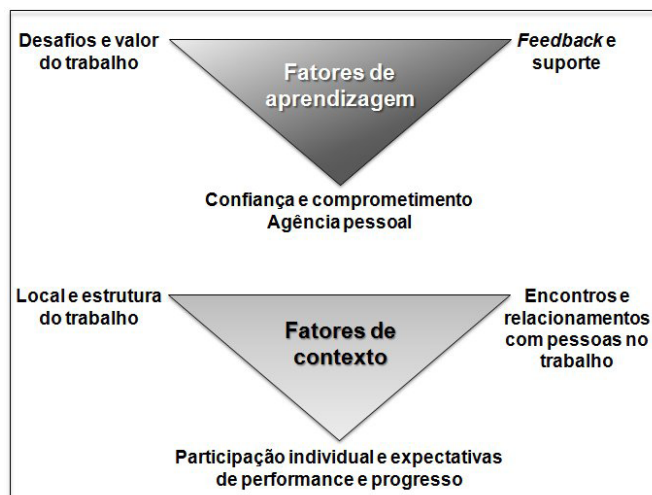 Desafios e valor
do trabalho
Feedback e
suporte
Fatores de
aprendizagem
Confiança e comprometimento
Agência pessoal
Local e estrutura
do trabalho
Encontros e
relacionamentos
com pessoas no
trabalho
Fatores de
contexto
Participação individual e expectativas
de performance e progresso